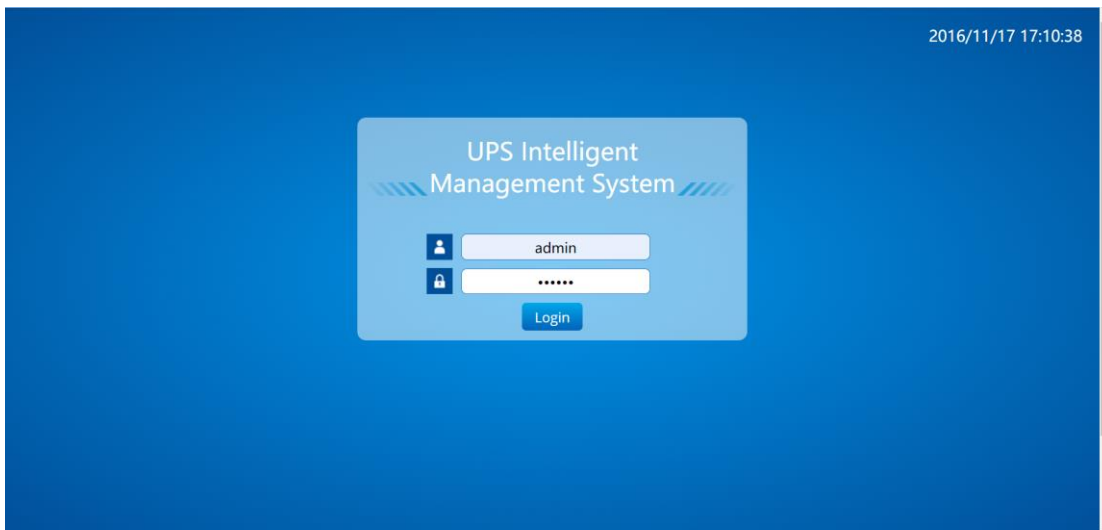 2016/11/17 17:10:38
UPS Intelligent
Management System
admin
••••••
Login